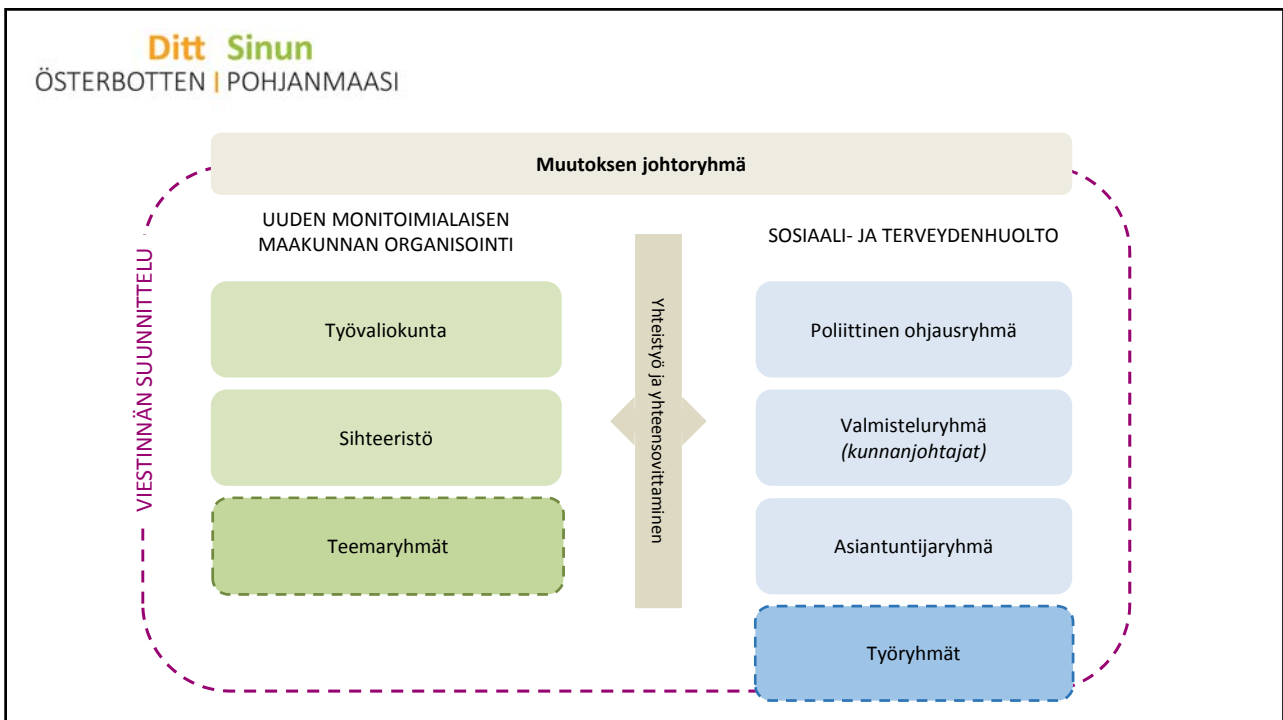 Ditt Sinun
ÖSTERBOTTEN | POHJANMAASI
Muutoksen johtoryhmä
VIESTINNÄN SUUNNITTELU
UUDEN MONITOIMIALAISEN
MAAKUNNAN ORGANISOINTI
Työvaliokunta
Sihteeristö
Teemaryhmät
Yhteistyö ja yhteensovittaminen
SOSIAALI- JA TERVEYDENHUOLTO
Poliittinen ohjausryhmä
Valmisteluryhmä
(kunnanjohtajat)
Asiantuntijaryhmä
Työryhmät